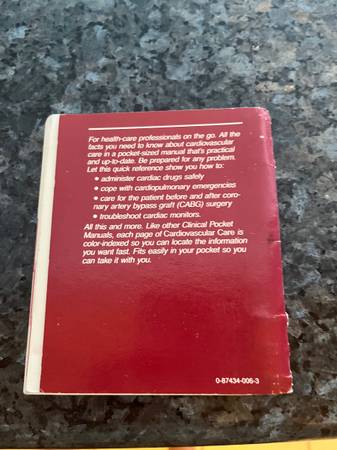 For health-care professionals on the go. All the
facts you need to know about cardiovascular
care in a pocket-sized manual that's practical
and up-to-date. Be prepared for any problem.
Let this quick reference show you how to:
• administer cardiac drugs safely
• cope with cardiopulmonary emergencies
• care for the patient before and after coro-
nary artery bypass graft (CABG) surgery
• troubleshoot cardiac monitors.
All this and more. Like other Clinical Pocket
Manuals, each page of Cardiovascular Care is
color-indexed so you can locate the information
you want fast. Fits easily in your pocket so you
can take it with you.
0-87434-006-3